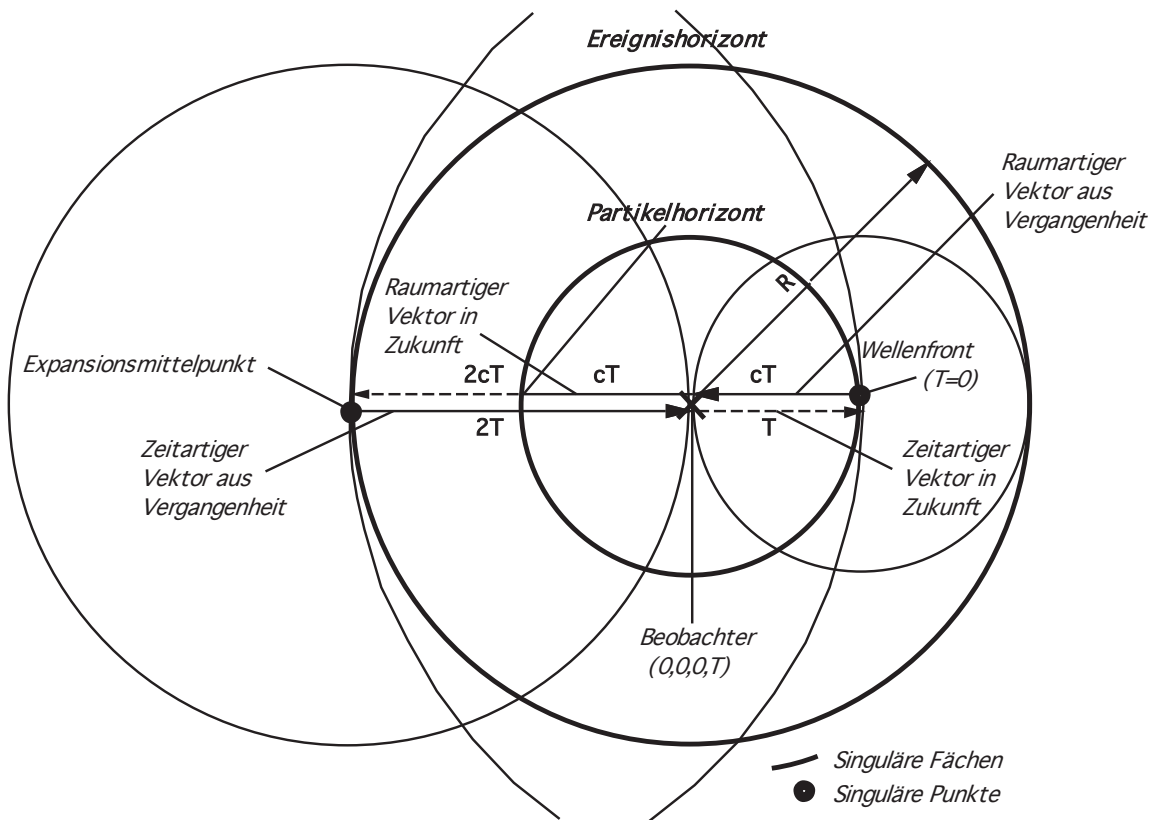 Ereignishorizont
Raumartiger
Vektor aus
Vergangenheit
Partikelhorizont
Raumartiger
Vektor in
Zukunft
R
Expansionsmittelpunkt
Wellenfront
(T=0)
2cT
cT
cT
2T
T
Zeitartiger
Vektor aus
Vergangenheit
Zeitartiger
Vektor in
Zukunft
Beobachter
(0,0,0,T)
Singuläre Fächen
Singuläre Punkte